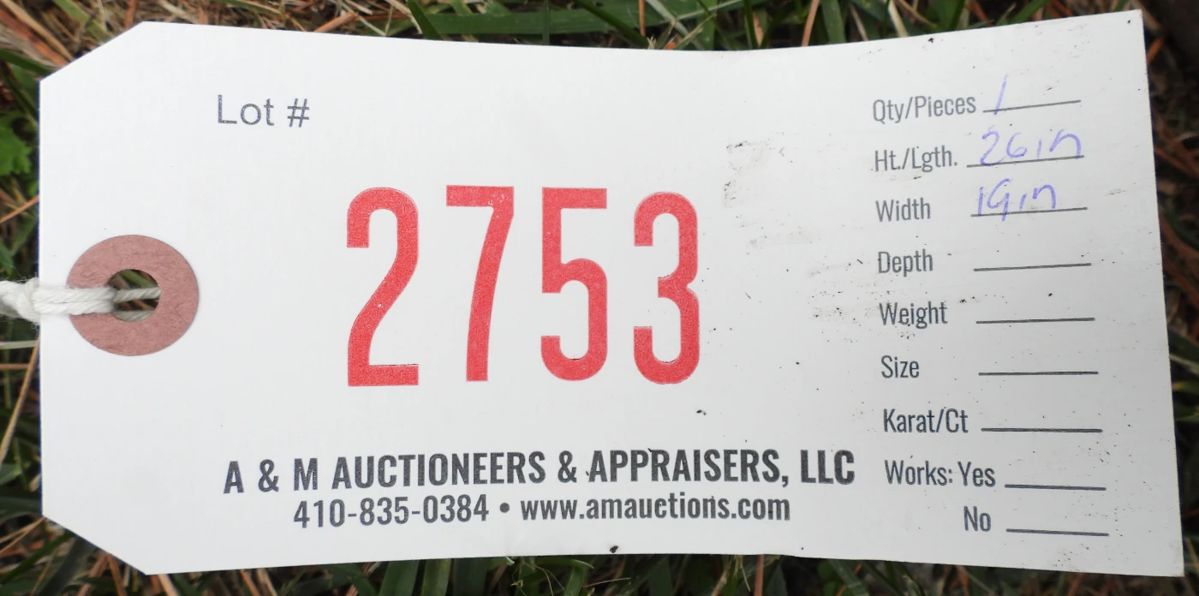 Lot #
2753
A & M AUCTIONEERS & APPRAISERS, LLC
410-835-0384 • www.amauctions.com
Qty/Pieces 1
Ht./Lgth. 26in
Width 19in
Depth
Weight
Size
Karat/Ct
Works: Yes
No